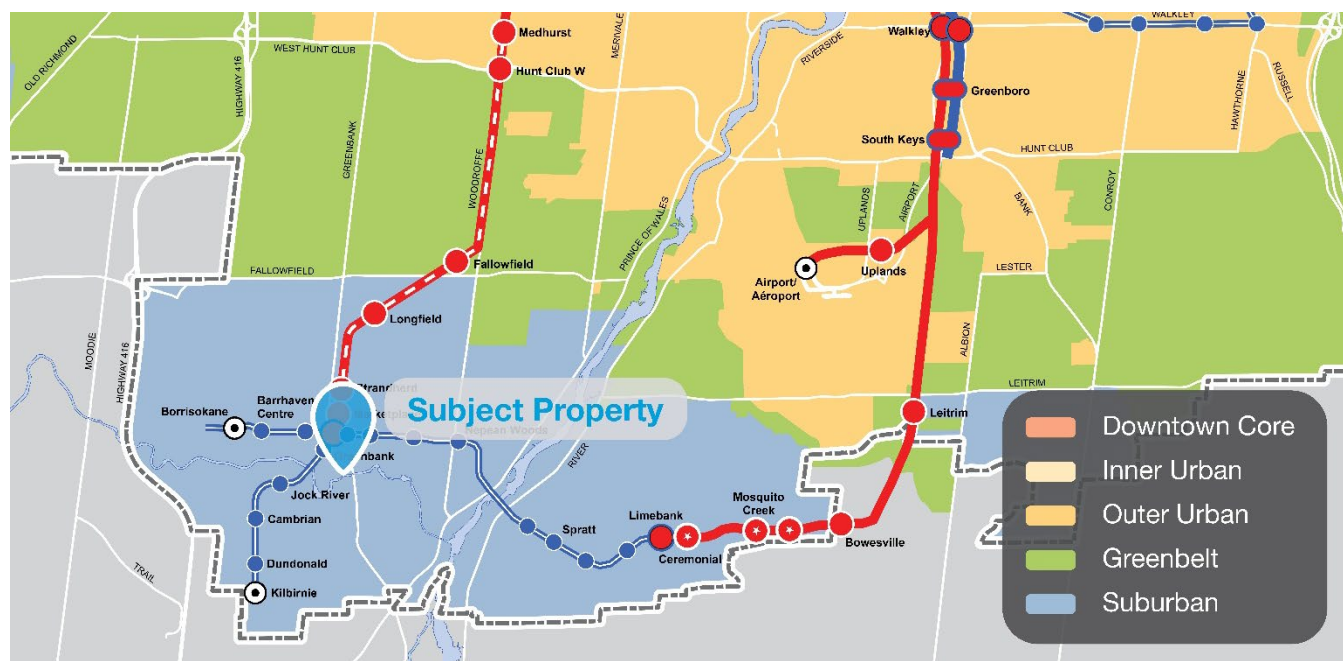 Medhurst
Walkley
WALKLEY
OLD RICHMOND
HIGHWAY 416
WEST HUNT CLUB
Hunt Club W
MERIVALE
RIVERSIDE
Greenboro
HAWTHORNE
RUSSELL
GREENBANK
WOODROFFE
South Keys
HUNT CLUB
PRINCE OF WALES
UPLANDS
AIRPORT
BANK
CONROY
FALLOWFIELD
Fallowfield
Airport/
Aéroport
Uplands
LESTER
Longfield
MOODIE
HIGHWAY 416
ALBION
LEITRIM
Strandherd
Barrhaven
Centre
Borrisokane
Subject Property
Leitrim
Nepean Woods
RIVER
Jock River
Cambrian
Dundonald
Kilbirnie
TRAIL
Spratt
Limebank
Mosquito
Creek
Ceremonial
Bowesville
Downtown Core
Inner Urban
Outer Urban
Greenbelt
Suburban